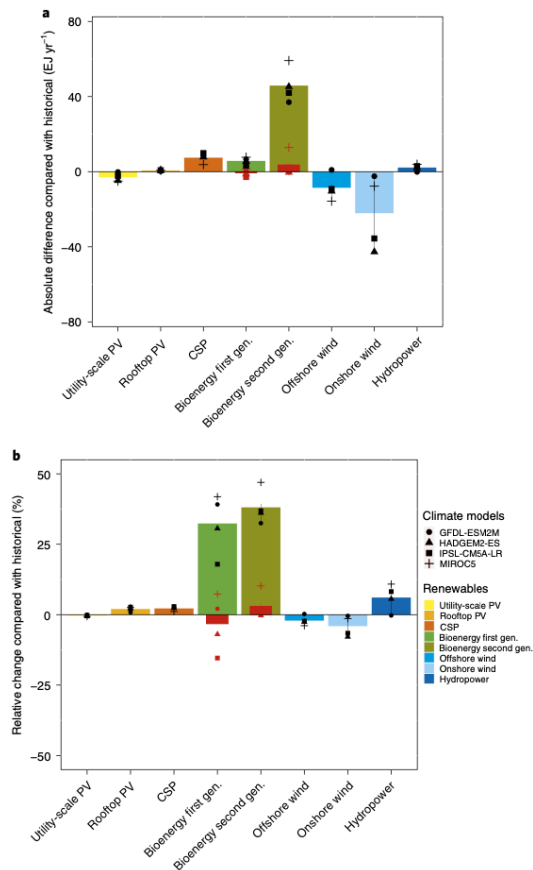 a
Absolute difference compared with historical (EJ yr⁻¹)
80
40
0
−40
−80
Utility-scale PV
Rooftop PV
CSP
Bioenergy first gen.
Bioenergy second gen.
Offshore wind
Onshore wind
Hydropower
b
Relative change compared with historical (%)
50
25
0
−25
−50
Utility-scale PV
Rooftop PV
CSP
Bioenergy first gen.
Bioenergy second gen.
Offshore wind
Onshore wind
Hydropower
Climate models
GFDL-ESM2M
HADGEM2-ES
IPSL-CM5A-LR
MIROC5
Renewables
Utility-scale PV
Rooftop PV
CSP
Bioenergy first gen.
Bioenergy second gen.
Offshore wind
Onshore wind
Hydropower